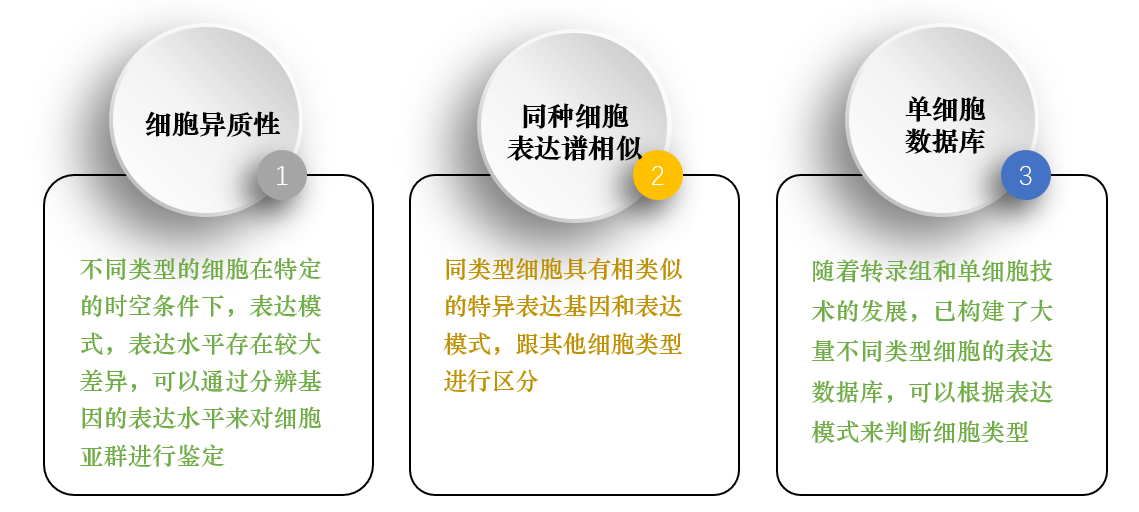 细胞异质性
1
不同类型的细胞在特定
的时空条件下，表达模
式，表达水平存在较大
差异，可以通过分辨基
因的表达水平来对细胞
亚群进行鉴定
同种细胞
表达谱相似
2
同类型细胞具有相类似
的特异表达基因和表达
模式，跟其他细胞类型
进行区分
单细胞
数据库
3
随着转录组和单细胞技
术的发展，已构建了大
量不同类型细胞的表达
数据库，可以根据表达
模式来判断细胞类型